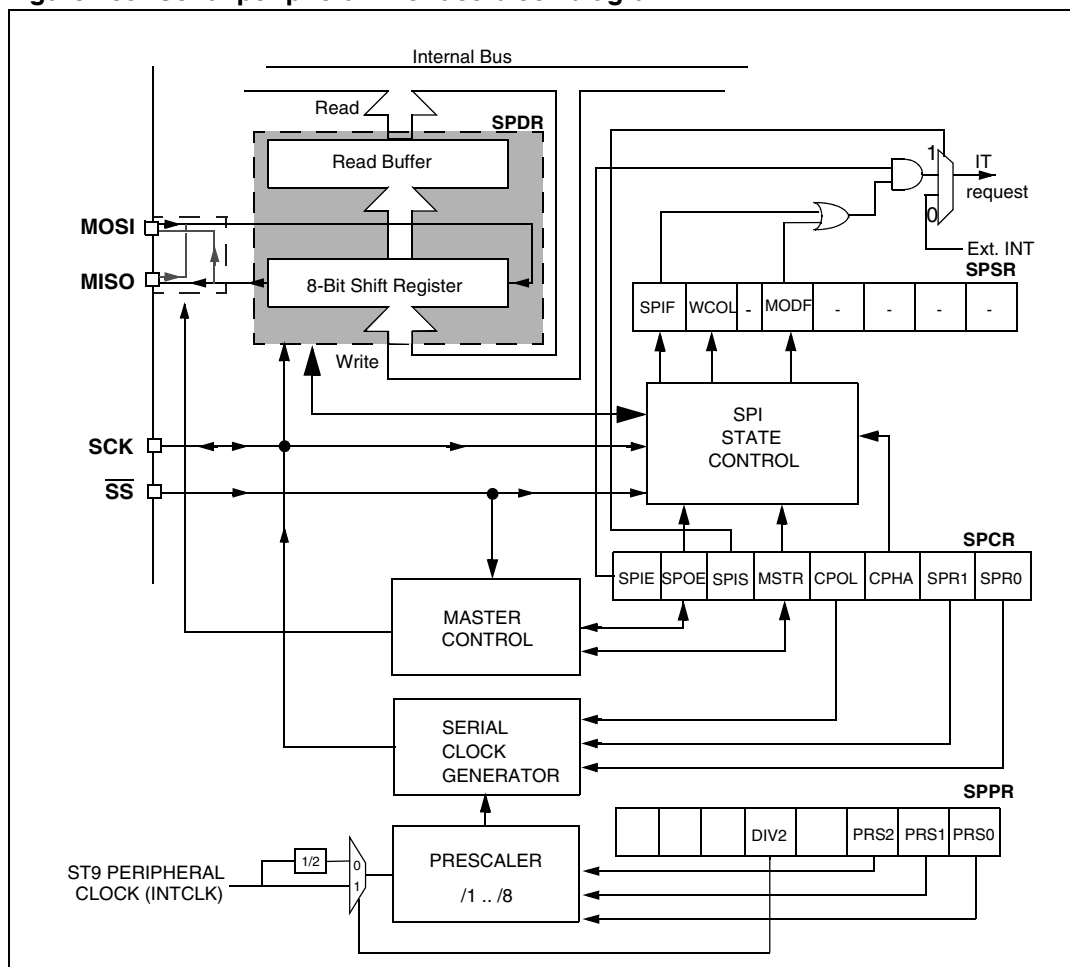 Internal Bus
Read
SPDR
Read Buffer
1
IT
request
MOSI
0
Ext. INT
MISO
8-Bit Shift Register
SPSR
SPIF WCOL - MODF - - - -
Write
SPI
STATE
CONTROL
SCK
SS
SPCR
SPIE SPOE SPIS MSTR CPOL CPHA SPR1 SPR0
MASTER
CONTROL
SERIAL
CLOCK
GENERATOR
SPPR
DIV2 PRS2 PRS1 PRS0
1/2
0
1
ST9 PERIPHERAL
CLOCK (INTCLK)
PRESCALER
/1 .. /8